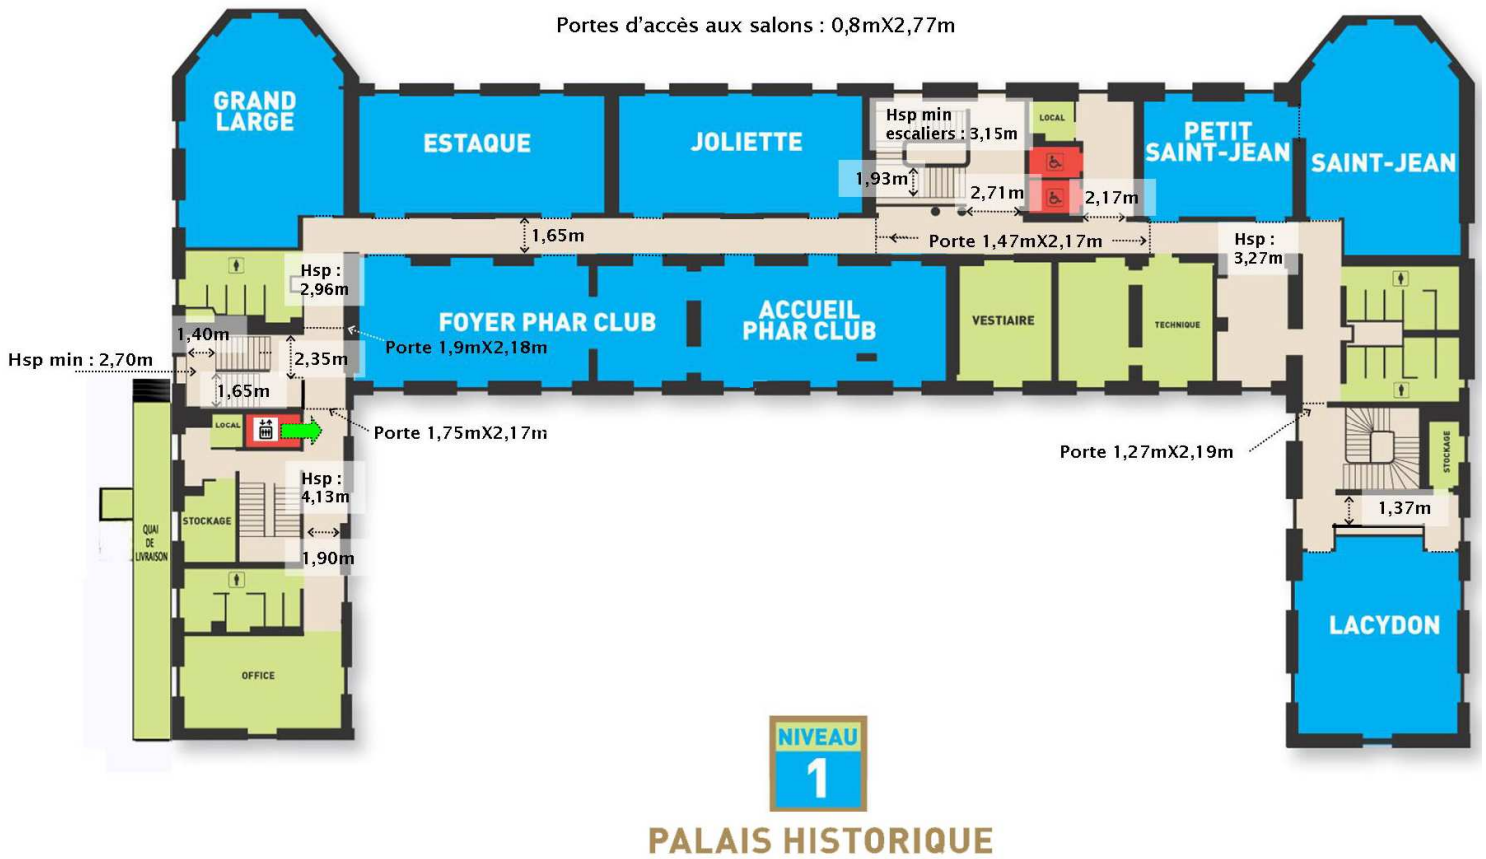 Portes d'accès aux salons : 0,8mX2,77m
GRAND
LARGE
ESTAQUE
JOLIETTE
Hsp min
escaliers : 3,15m
LOCAL
PETIT
SAINT-JEAN
SAINT-JEAN
1,93m
2,71m
2,17m
1,65m
Porte 1,47mX2,17m
Hsp :
3,27m
Hsp :
2,96m
FOYER PHAR CLUB
ACCUEIL
PHAR CLUB
VESTIAIRE
TECHNIQUE
1,40m
Porte 1,9mX2,18m
Hsp min : 2,70m
2,35m
1,65m
LOCAL
Porte 1,75mX2,17m
Porte 1,27mX2,19m
STOCKAGE
Hsp :
4,13m
STOCKAGE
1,37m
QUAI
DE
LIVRAISON
1,90m
LACYDON
OFFICE
NIVEAU
1
PALAIS HISTORIQUE